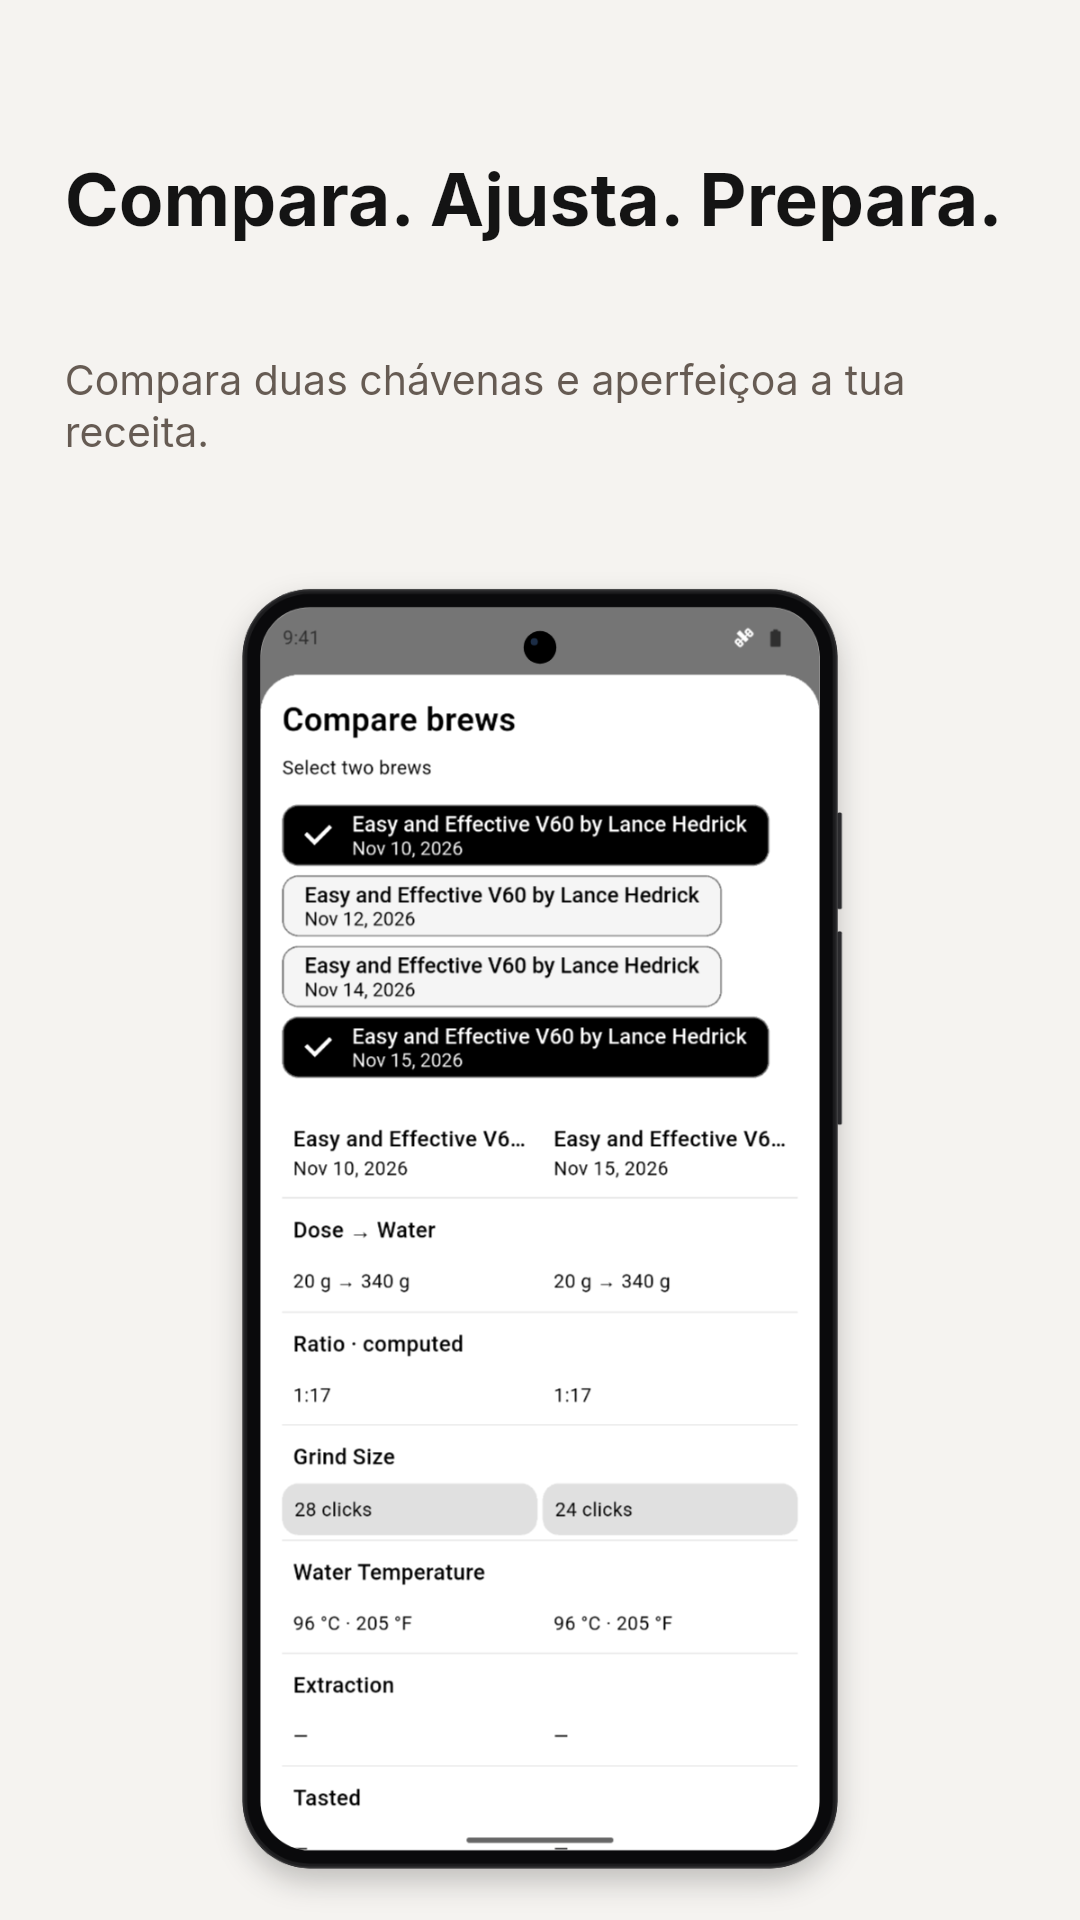 Compara. Ajusta. Prepara.
Compara duas chávenas e aperfeiçoa a tua
receita.
9:41
Compare brews
Select two brews
Easy and Effective V60 by Lance Hedrick
Nov 10, 2026
Easy and Effective V60 by Lance Hedrick
Nov 12, 2026
Easy and Effective V60 by Lance Hedrick
Nov 14, 2026
Easy and Effective V60 by Lance Hedrick
Nov 15, 2026
Easy and Effective V6... Easy and Effective V6...
Nov 10, 2026 Nov 15, 2026
Dose → Water
20 g → 340 g 20 g → 340 g
Ratio · computed
1:17 1:17
Grind Size
28 clicks 24 clicks
Water Temperature
96 °C · 205 °F 96 °C · 205 °F
Extraction
– –
Tasted
– –